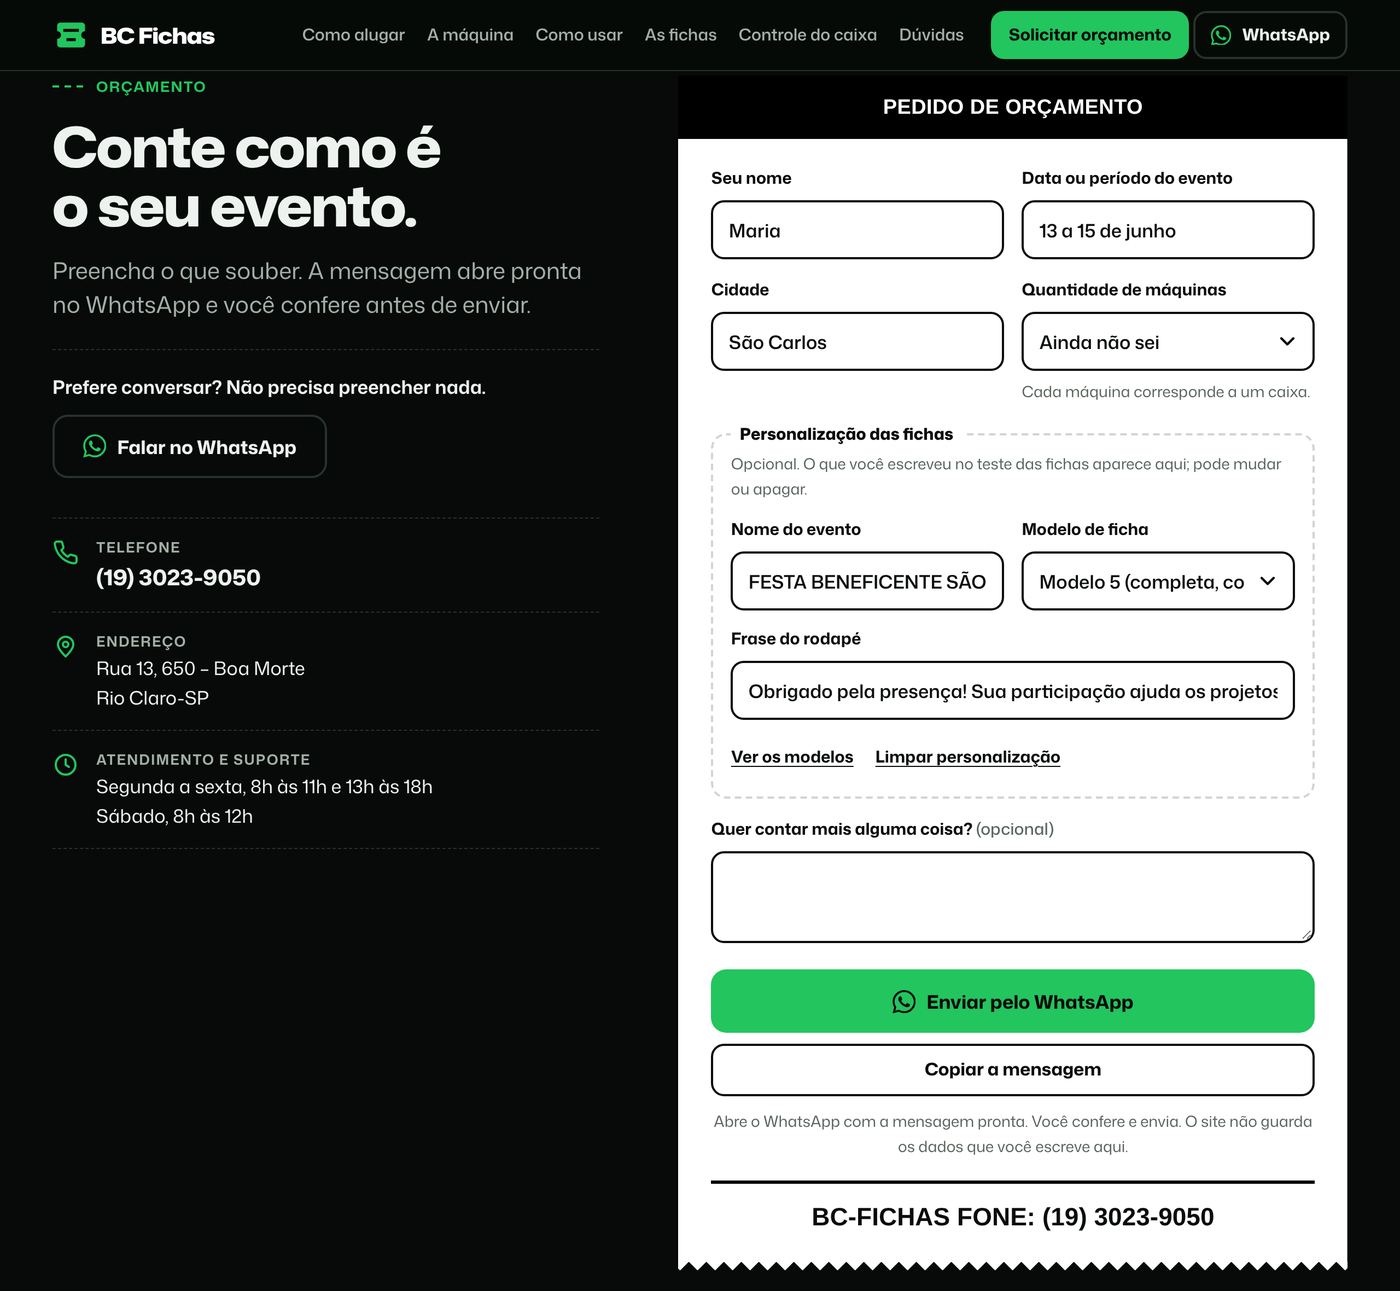 BC Fichas
Como alugar
A máquina
Como usar
As fichas
Controle do caixa
Dúvidas
Solicitar orçamento
WhatsApp
ORÇAMENTO
Conte como é
o seu evento.
Preencha o que souber. A mensagem abre pronta
no WhatsApp e você confere antes de enviar.
Prefere conversar? Não precisa preencher nada.
Falar no WhatsApp
TELEFONE
(19) 3023-9050
ENDEREÇO
Rua 13, 650 – Boa Morte
Rio Claro-SP
ATENDIMENTO E SUPORTE
Segunda a sexta, 8h às 11h e 13h às 18h
Sábado, 8h às 12h
PEDIDO DE ORÇAMENTO
Seu nome
Maria
Data ou período do evento
13 a 15 de junho
Cidade
São Carlos
Quantidade de máquinas
Ainda não sei
Cada máquina corresponde a um caixa.
Personalização das fichas
Opcional. O que você escreveu no teste das fichas aparece aqui; pode mudar
ou apagar.
Nome do evento
FESTA BENEFICENTE SÃO
Modelo de ficha
Modelo 5 (completa, co
Frase do rodapé
Obrigado pela presença! Sua participação ajuda os projetos
Ver os modelos
Limpar personalização
Quer contar mais alguma coisa? (opcional)
Enviar pelo WhatsApp
Copiar a mensagem
Abre o WhatsApp com a mensagem pronta. Você confere e envia. O site não guarda
os dados que você escreve aqui.
BC-FICHAS FONE: (19) 3023-9050